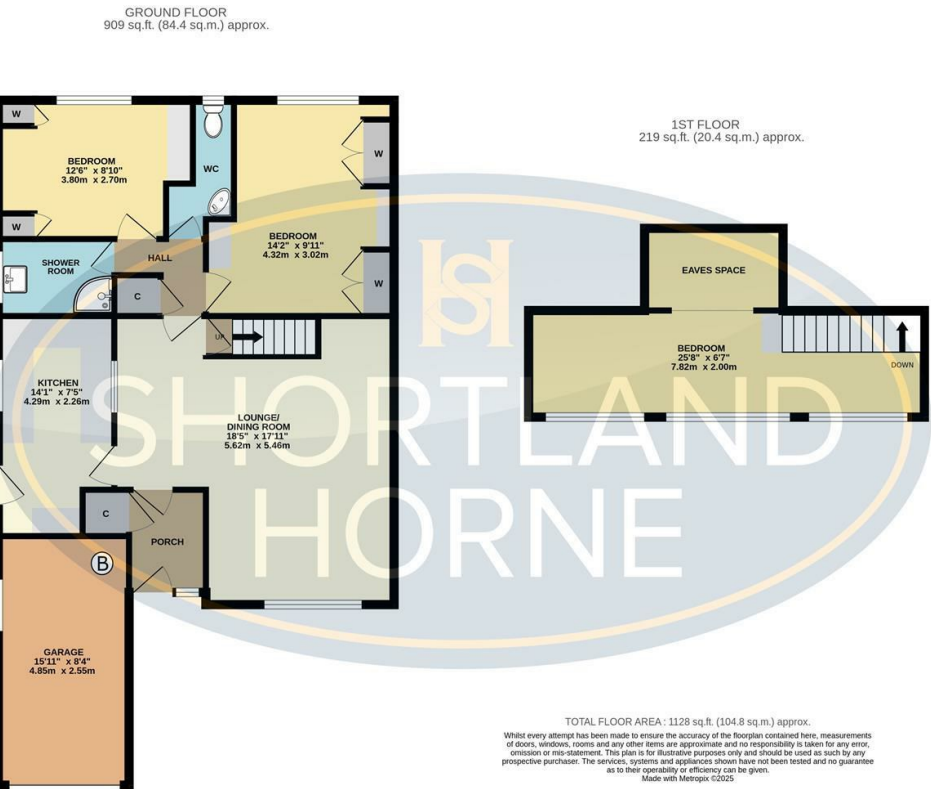 GROUND FLOOR
909 sq.ft. (84.4 sq.m.) approx.
1ST FLOOR
219 sq.ft. (20.4 sq.m.) approx.
W
BEDROOM
12'6" x 8'10"
3.80m x 2.70m
W
WC
W
BEDROOM
14'2" x 9'11"
4.32m x 3.02m
W
SHOWER
ROOM
HALL
C
UP
KITCHEN
14'1" x 7'5"
4.29m x 2.26m
LOUNGE/
DINING ROOM
18'5" x 17'11"
5.62m x 5.46m
C
PORCH
B
GARAGE
15'11" x 8'4"
4.85m x 2.55m
EAVES SPACE
BEDROOM
25'8" x 6'7"
7.82m x 2.00m
DOWN
SH
SHORTLAND
HORNE
TOTAL FLOOR AREA : 1128 sq.ft. (104.8 sq.m.) approx.
Whilst every attempt has been made to ensure the accuracy of the floorplan contained here, measurements
of doors, windows, rooms and any other items are approximate and no responsibility is taken for any error,
omission or mis-statement. This plan is for illustrative purposes only and should be used as such by any
prospective purchaser. The services, systems and appliances shown have not been tested and no guarantee
as to their operability or efficiency can be given.
Made with Metropix ©2025